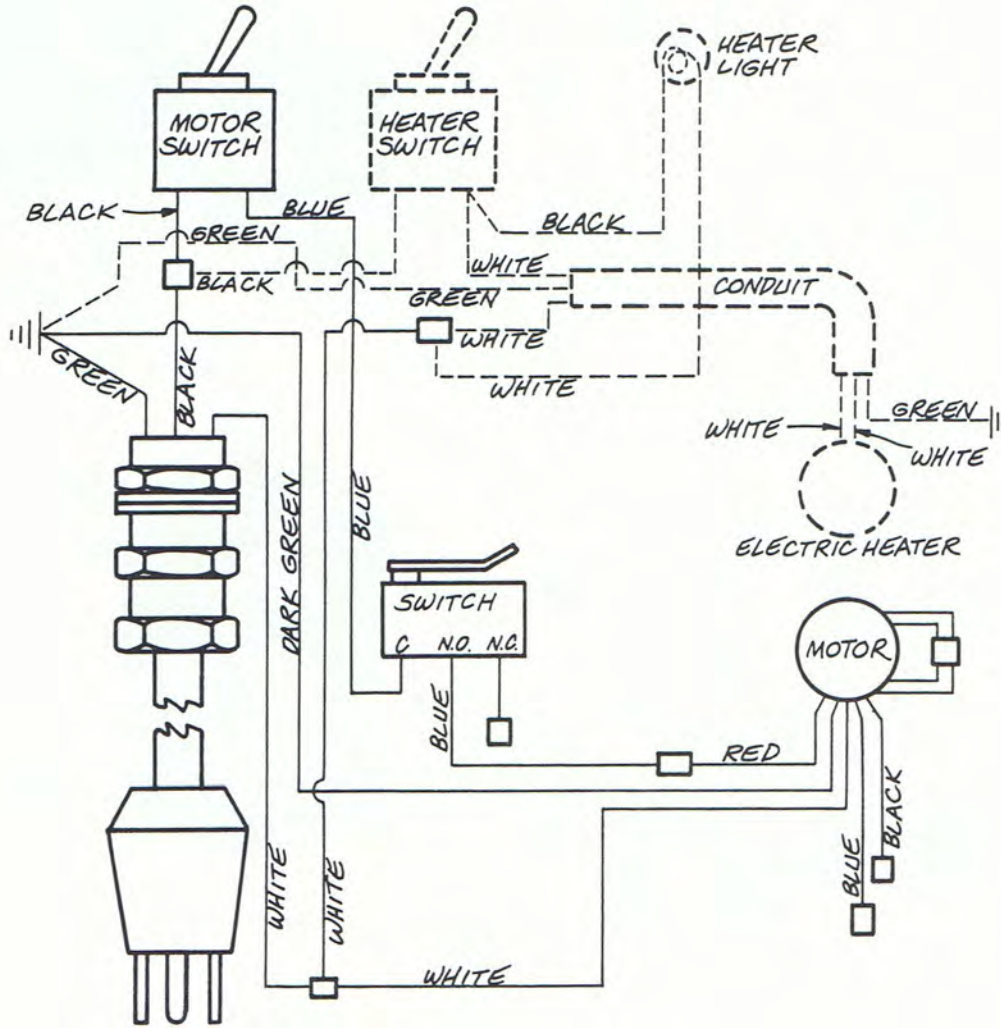 MOTOR
SWITCH
HEATER
SWITCH
HEATER
LIGHT
BLACK
BLUE
GREEN
BLACK
WHITE
BLACK
GREEN
CONDUIT
WHITE
WHITE
GREEN
BLACK
GREEN
WHITE
WHITE
ELECTRIC HEATER
BLUE
DARK GREEN
SWITCH
C N.O. N.C.
MOTOR
BLUE
RED
BLACK
BLUE
WHITE
WHITE
WHITE